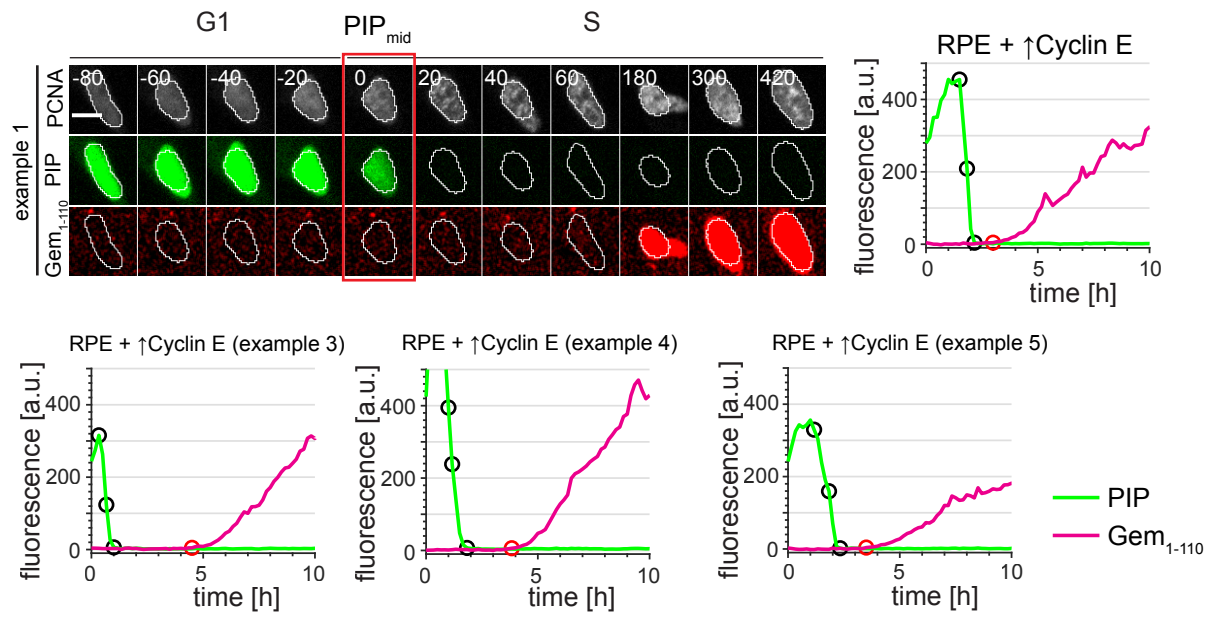 G1 PIPmid S
example 1
PCNA -80 -60 -40 -20 0 20 40 60 180 300 420
PIP
Gem1-110
RPE + ↑Cyclin E
fluorescence [a.u.]
400
200
0
0 5 10
time [h]
RPE + ↑Cyclin E (example 3)
fluorescence [a.u.]
400
200
0
0 5 10
time [h]
RPE + ↑Cyclin E (example 4)
fluorescence [a.u.]
400
200
0
0 5 10
time [h]
RPE + ↑Cyclin E (example 5)
fluorescence [a.u.]
400
200
0
0 5 10
time [h]
PIP
Gem1-110